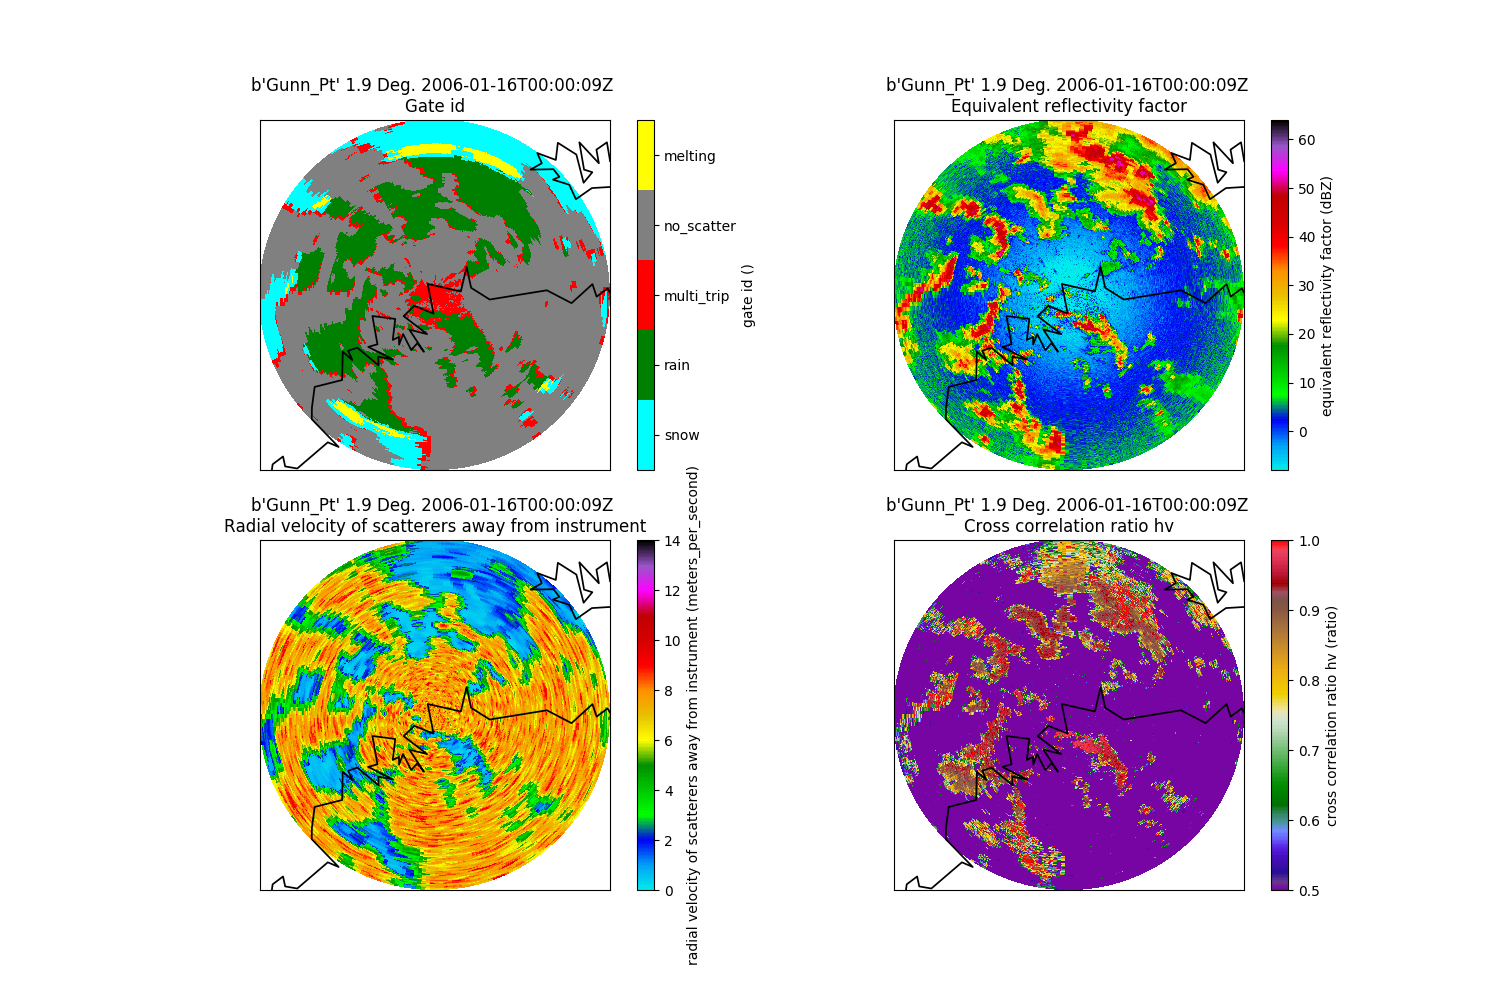 b'Gunn_Pt' 1.9 Deg. 2006-01-16T00:00:09Z
Gate id
melting
no_scatter
multi_trip
rain
snow
gate id ()
b'Gunn_Pt' 1.9 Deg. 2006-01-16T00:00:09Z
Equivalent reflectivity factor
60
50
40
30
20
10
0
equivalent reflectivity factor (dBZ)
b'Gunn_Pt' 1.9 Deg. 2006-01-16T00:00:09Z
Radial velocity of scatterers away from instrument
14
12
10
8
6
4
2
0
radial velocity of scatterers away from instrument (meters_per_second)
b'Gunn_Pt' 1.9 Deg. 2006-01-16T00:00:09Z
Cross correlation ratio hv
1.0
0.9
0.8
0.7
0.6
0.5
cross correlation ratio hv (ratio)